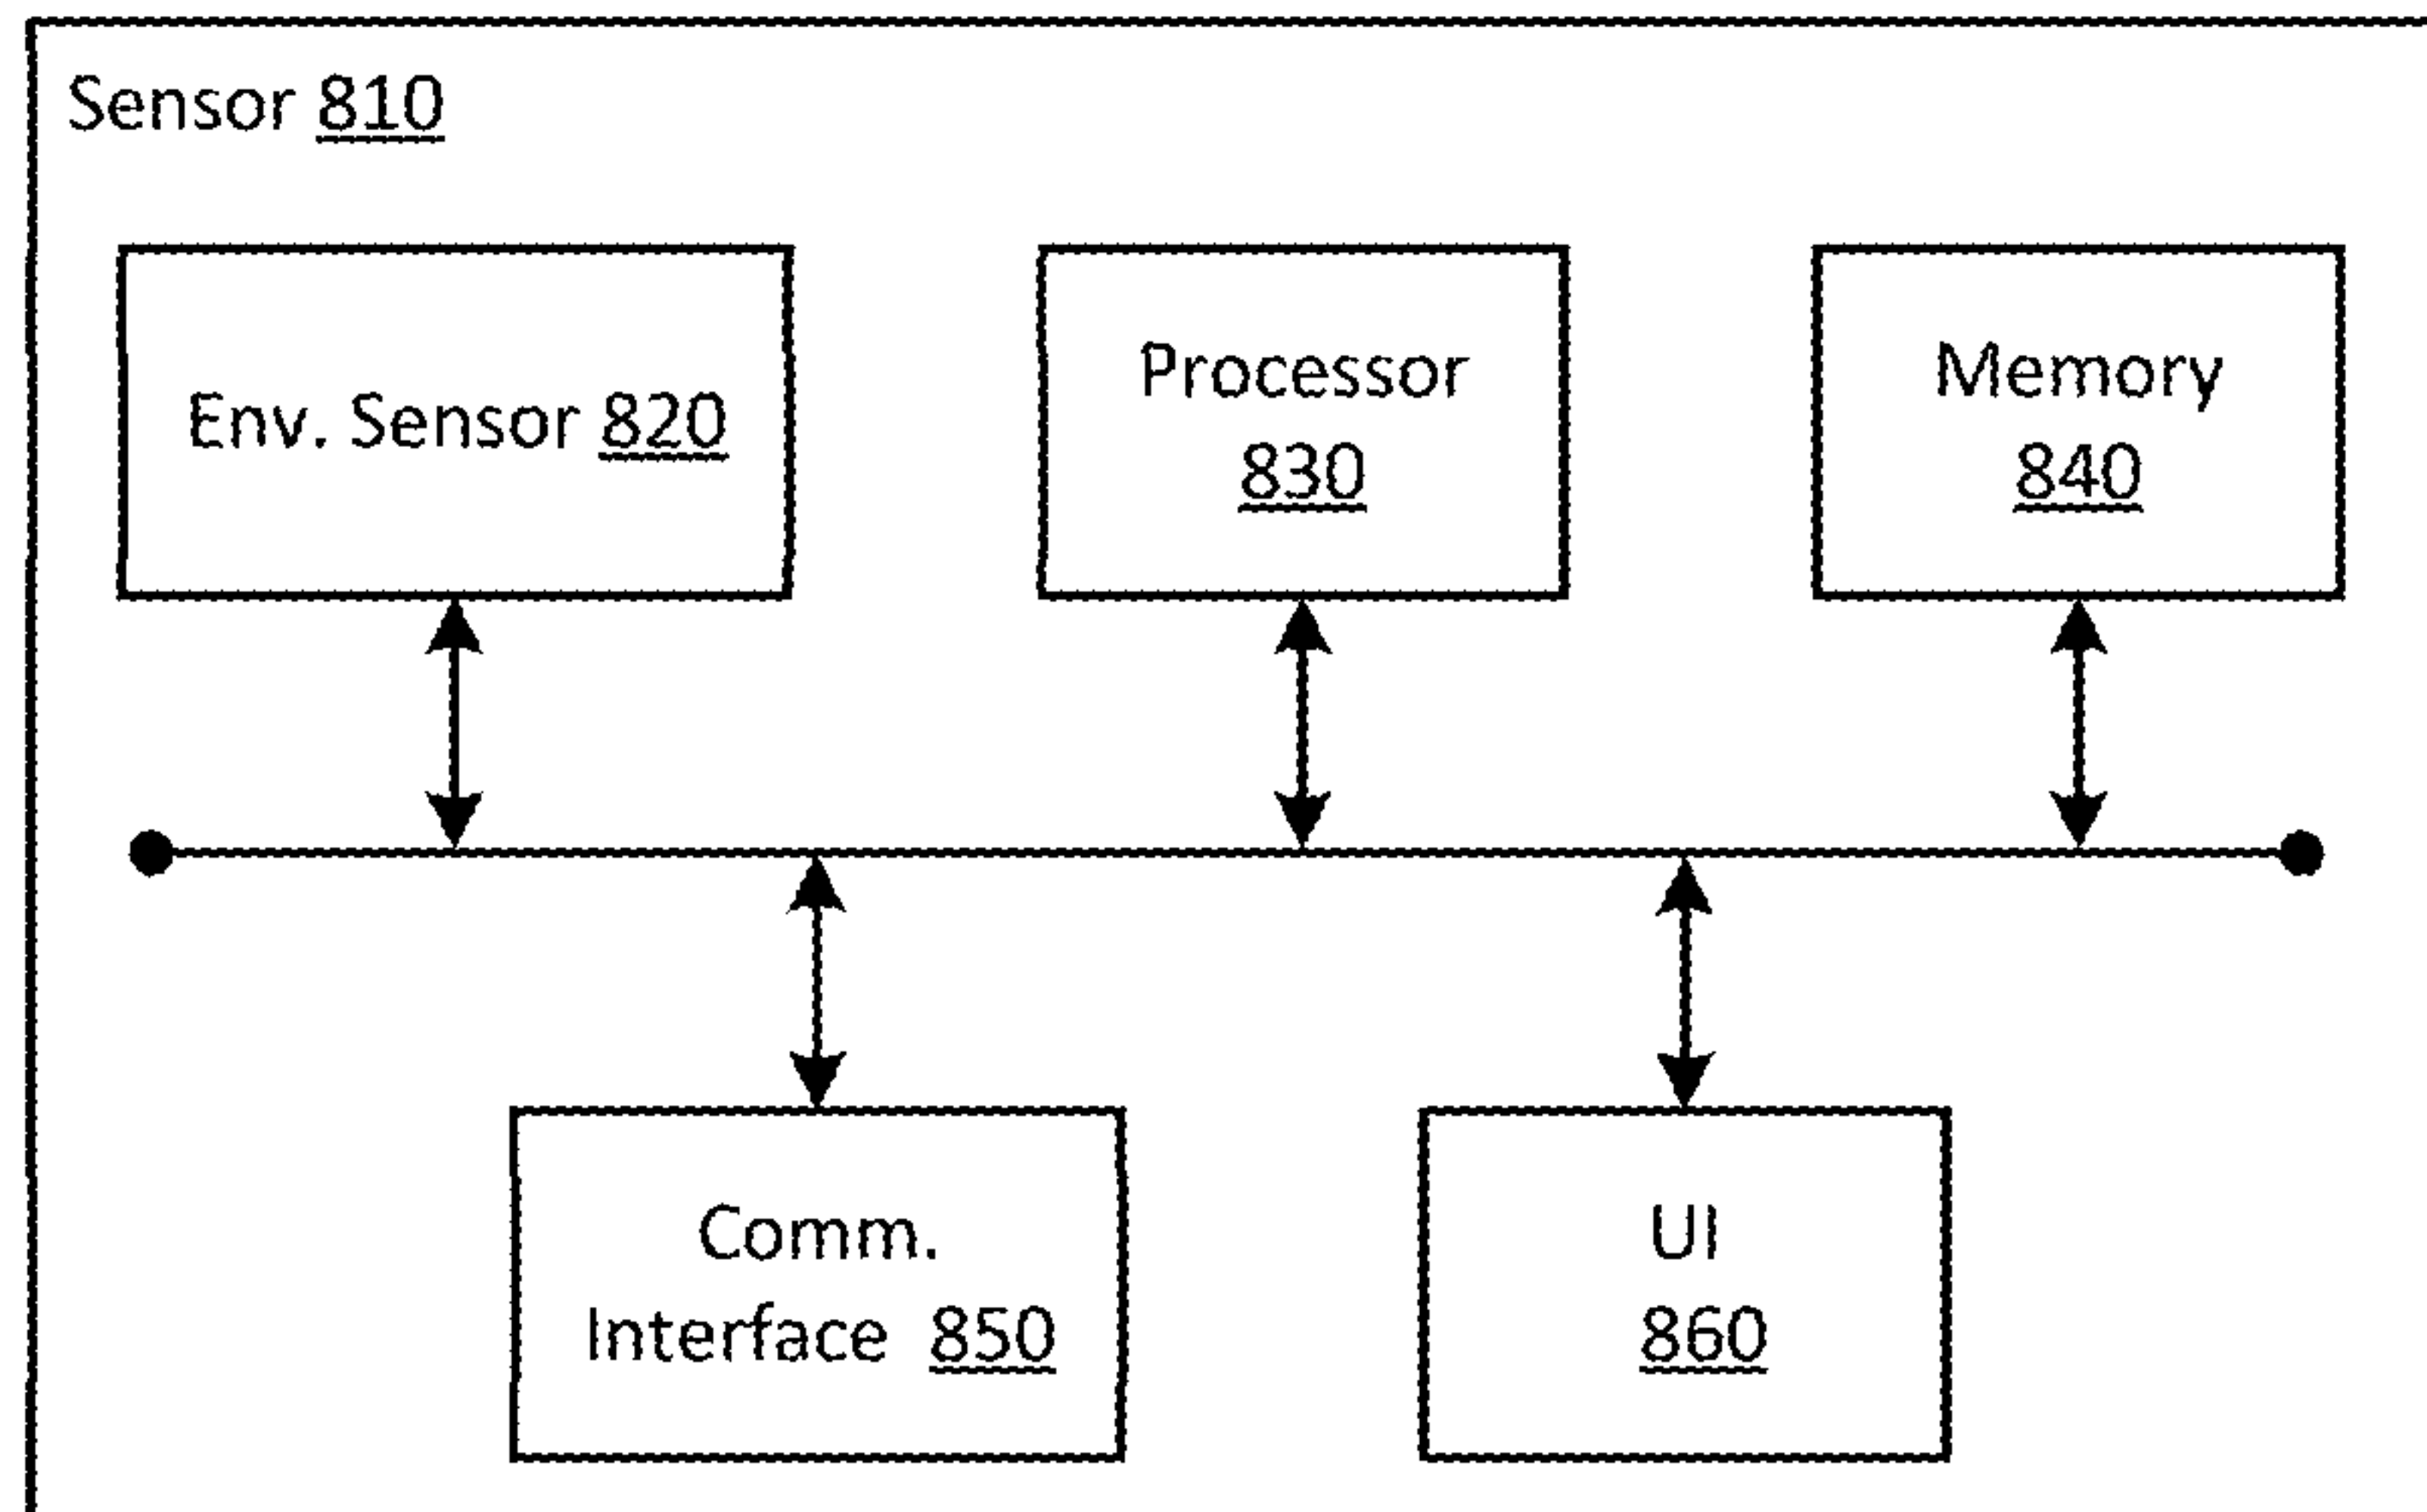 Sensor 810
Env. Sensor 820
Processor
830
Memory
840
Comm.
Interface 850
UI
860